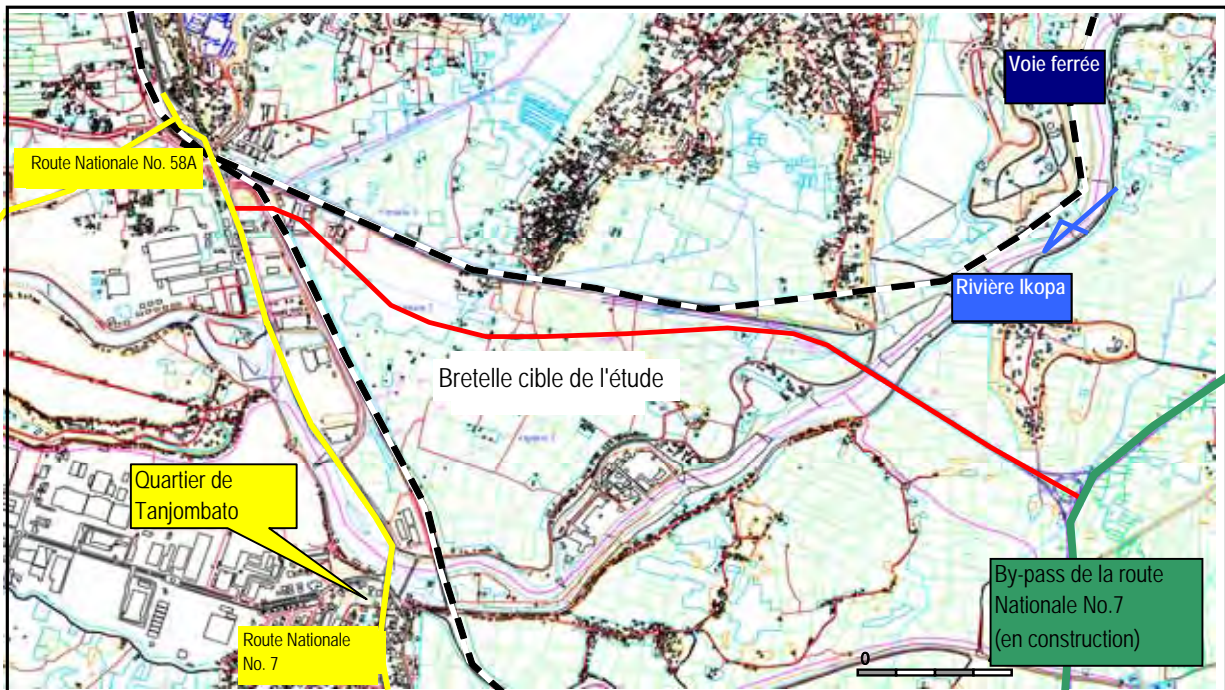 Voie ferrée
Route Nationale No. 58A
Rivière Ikopa
Bretelle cible de l'étude
Quartier de
Tanjombato
By-pass de la route
Nationale No.7
(en construction)
Route Nationale
No. 7
0